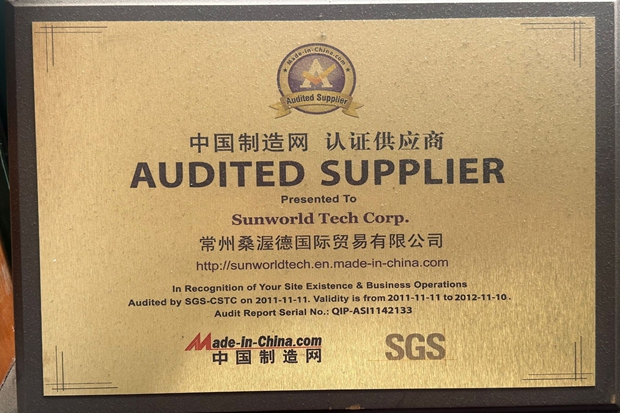 Made-in-China.com
A
Audited Supplier
中国制造网 认证供应商
AUDITED SUPPLIER
Presented To
Sunworld Tech Corp.
常州桑渥德国际贸易有限公司
http://sunworldtech.en.made-in-china.com
In Recognition of Your Site Existence & Business Operations
Audited by SGS-CSTC on 2011-11-11. Validity is from 2011-11-11 to 2012-11-10.
Audit Report Serial No.: QIP-ASI1142133
Made-in-China.com
中国制造网
SGS